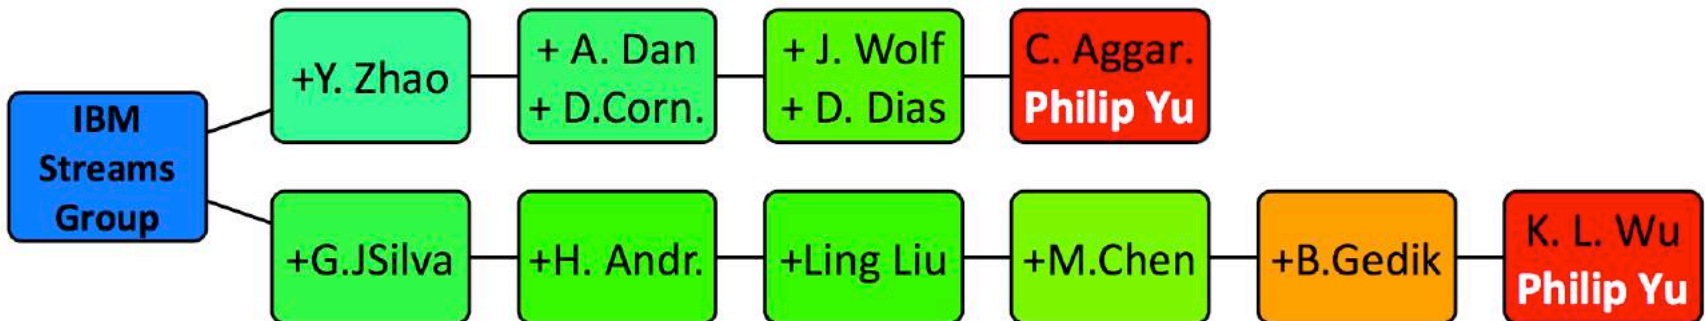 IBM
Streams
Group
+Y. Zhao
+ A. Dan
+ D.Corn.
+ J. Wolf
+ D. Dias
C. Aggar.
Philip Yu
+G.JSilva
+H. Andr.
+Ling Liu
+M.Chen
+B.Gedik
K. L. Wu
Philip Yu